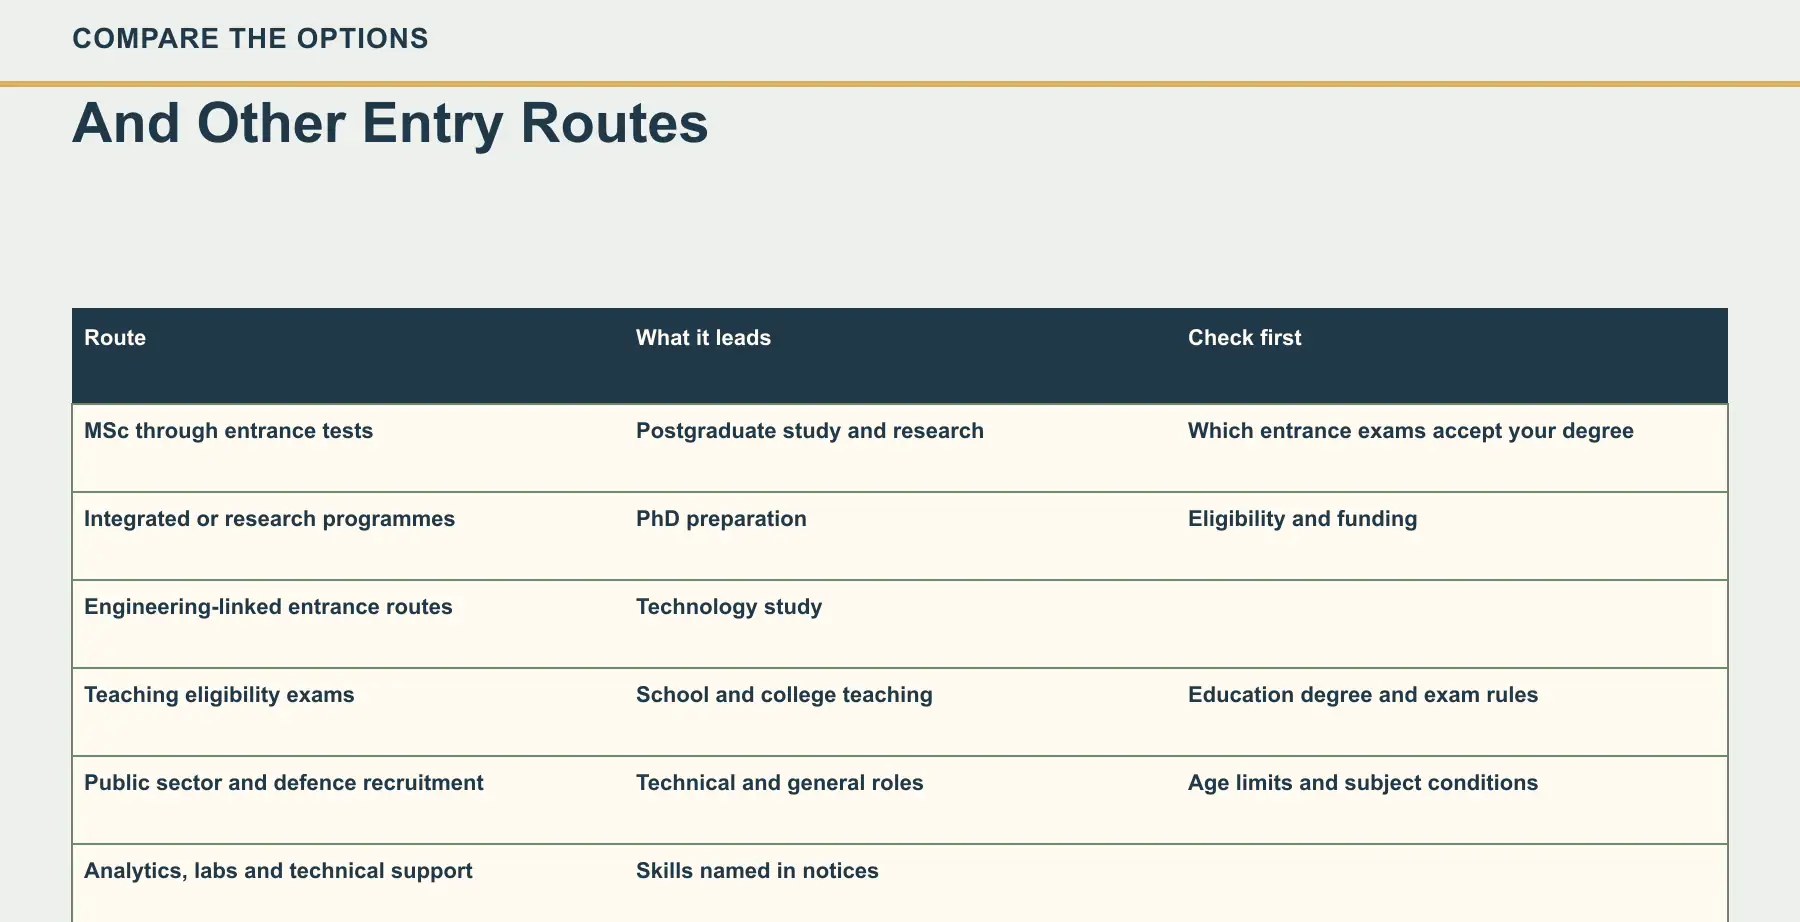 COMPARE THE OPTIONS
And Other Entry Routes
Route What it leads Check first
MSc through entrance tests Postgraduate study and research Which entrance exams accept your degree
Integrated or research programmes PhD preparation Eligibility and funding
Engineering-linked entrance routes Technology study
Teaching eligibility exams School and college teaching Education degree and exam rules
Public sector and defence recruitment Technical and general roles Age limits and subject conditions
Analytics, labs and technical support Skills named in notices